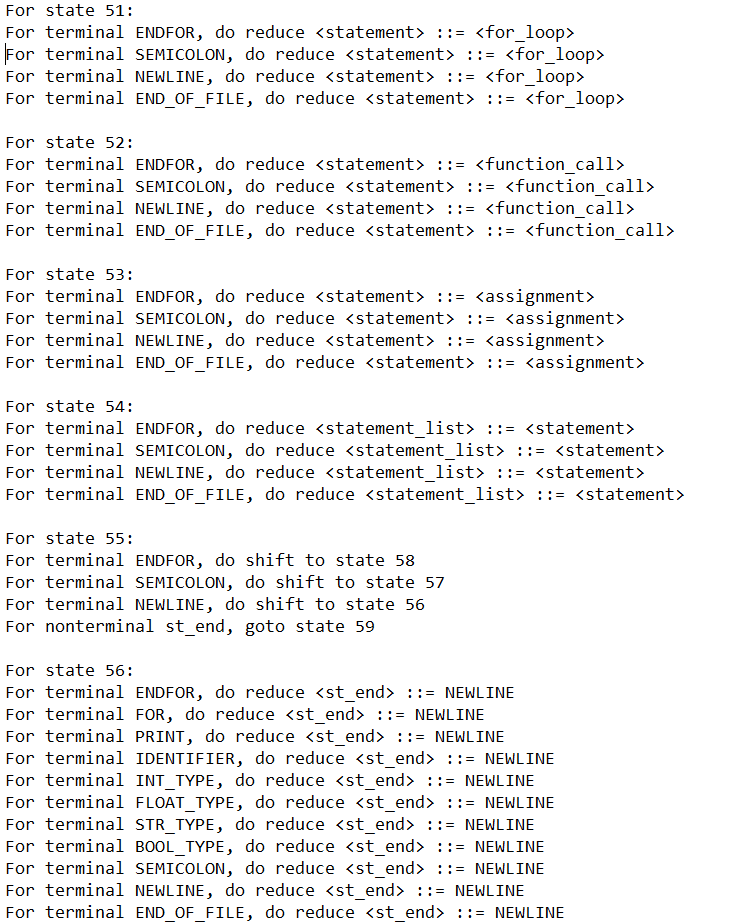 For state 51:
For terminal ENDFOR, do reduce <statement> ::= <for_loop>
For terminal SEMICOLON, do reduce <statement> ::= <for_loop>
For terminal NEWLINE, do reduce <statement> ::= <for_loop>
For terminal END_OF_FILE, do reduce <statement> ::= <for_loop>

For state 52:
For terminal ENDFOR, do reduce <statement> ::= <function_call>
For terminal SEMICOLON, do reduce <statement> ::= <function_call>
For terminal NEWLINE, do reduce <statement> ::= <function_call>
For terminal END_OF_FILE, do reduce <statement> ::= <function_call>

For state 53:
For terminal ENDFOR, do reduce <statement> ::= <assignment>
For terminal SEMICOLON, do reduce <statement> ::= <assignment>
For terminal NEWLINE, do reduce <statement> ::= <assignment>
For terminal END_OF_FILE, do reduce <statement> ::= <assignment>

For state 54:
For terminal ENDFOR, do reduce <statement_list> ::= <statement>
For terminal SEMICOLON, do reduce <statement_list> ::= <statement>
For terminal NEWLINE, do reduce <statement_list> ::= <statement>
For terminal END_OF_FILE, do reduce <statement_list> ::= <statement>

For state 55:
For terminal ENDFOR, do shift to state 58
For terminal SEMICOLON, do shift to state 57
For terminal NEWLINE, do shift to state 56
For nonterminal st_end, goto state 59

For state 56:
For terminal ENDFOR, do reduce <st_end> ::= NEWLINE
For terminal FOR, do reduce <st_end> ::= NEWLINE
For terminal PRINT, do reduce <st_end> ::= NEWLINE
For terminal IDENTIFIER, do reduce <st_end> ::= NEWLINE
For terminal INT_TYPE, do reduce <st_end> ::= NEWLINE
For terminal FLOAT_TYPE, do reduce <st_end> ::= NEWLINE
For terminal STR_TYPE, do reduce <st_end> ::= NEWLINE
For terminal BOOL_TYPE, do reduce <st_end> ::= NEWLINE
For terminal SEMICOLON, do reduce <st_end> ::= NEWLINE
For terminal NEWLINE, do reduce <st_end> ::= NEWLINE
For terminal END_OF_FILE, do reduce <st_end> ::= NEWLINE